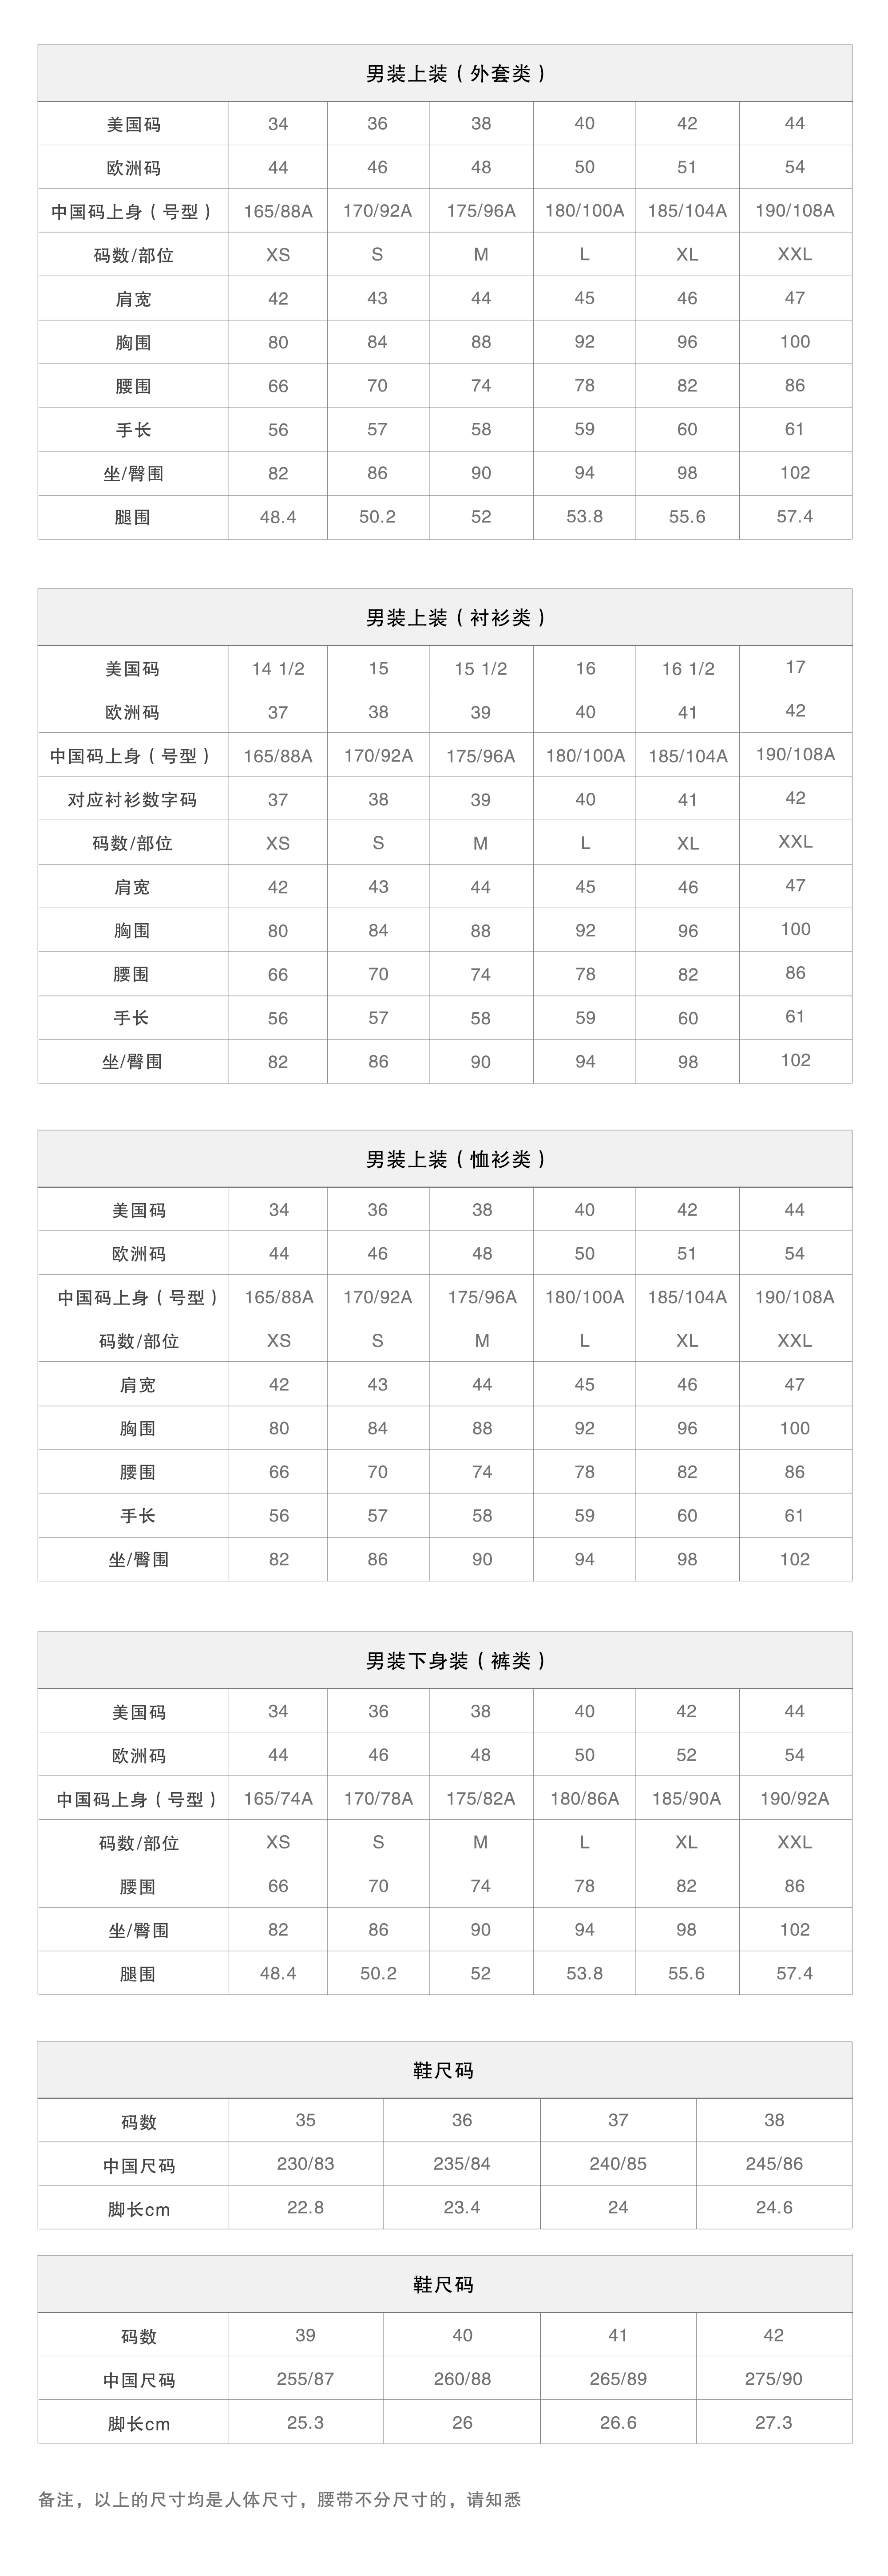 男装上装（外套类）
美国码 34 36 38 40 42 44
欧洲码 44 46 48 50 51 54
中国码上身（号型） 165/88A 170/92A 175/96A 180/100A 185/104A 190/108A
码数/部位 XS S M L XL XXL
肩宽 42 43 44 45 46 47
胸围 80 84 88 92 96 100
腰围 66 70 74 78 82 86
手长 56 57 58 59 60 61
坐/臀围 82 86 90 94 98 102
腿围 48.4 50.2 52 53.8 55.6 57.4
男装上装（衬衫类）
美国码 14 1/2 15 15 1/2 16 16 1/2 17
欧洲码 37 38 39 40 41 42
中国码上身（号型） 165/88A 170/92A 175/96A 180/100A 185/104A 190/108A
对应衬衫数字码 37 38 39 40 41 42
码数/部位 XS S M L XL XXL
肩宽 42 43 44 45 46 47
胸围 80 84 88 92 96 100
腰围 66 70 74 78 82 86
手长 56 57 58 59 60 61
坐/臀围 82 86 90 94 98 102
男装上装（恤衫类）
美国码 34 36 38 40 42 44
欧洲码 44 46 48 50 51 54
中国码上身（号型） 165/88A 170/92A 175/96A 180/100A 185/104A 190/108A
码数/部位 XS S M L XL XXL
肩宽 42 43 44 45 46 47
胸围 80 84 88 92 96 100
腰围 66 70 74 78 82 86
手长 56 57 58 59 60 61
坐/臀围 82 86 90 94 98 102
男装下身装（裤类）
美国码 34 36 38 40 42 44
欧洲码 44 46 48 50 52 54
中国码上身（号型） 165/74A 170/78A 175/82A 180/86A 185/90A 190/92A
码数/部位 XS S M L XL XXL
腰围 66 70 74 78 82 86
坐/臀围 82 86 90 94 98 102
腿围 48.4 50.2 52 53.8 55.6 57.4
鞋尺码
码数 35 36 37 38
中国尺码 230/83 235/84 240/85 245/86
脚长cm 22.8 23.4 24 24.6
鞋尺码
码数 39 40 41 42
中国尺码 255/87 260/88 265/89 275/90
脚长cm 25.3 26 26.6 27.3
备注，以上的尺寸均是人体尺寸，腰带不分尺寸的，请知悉